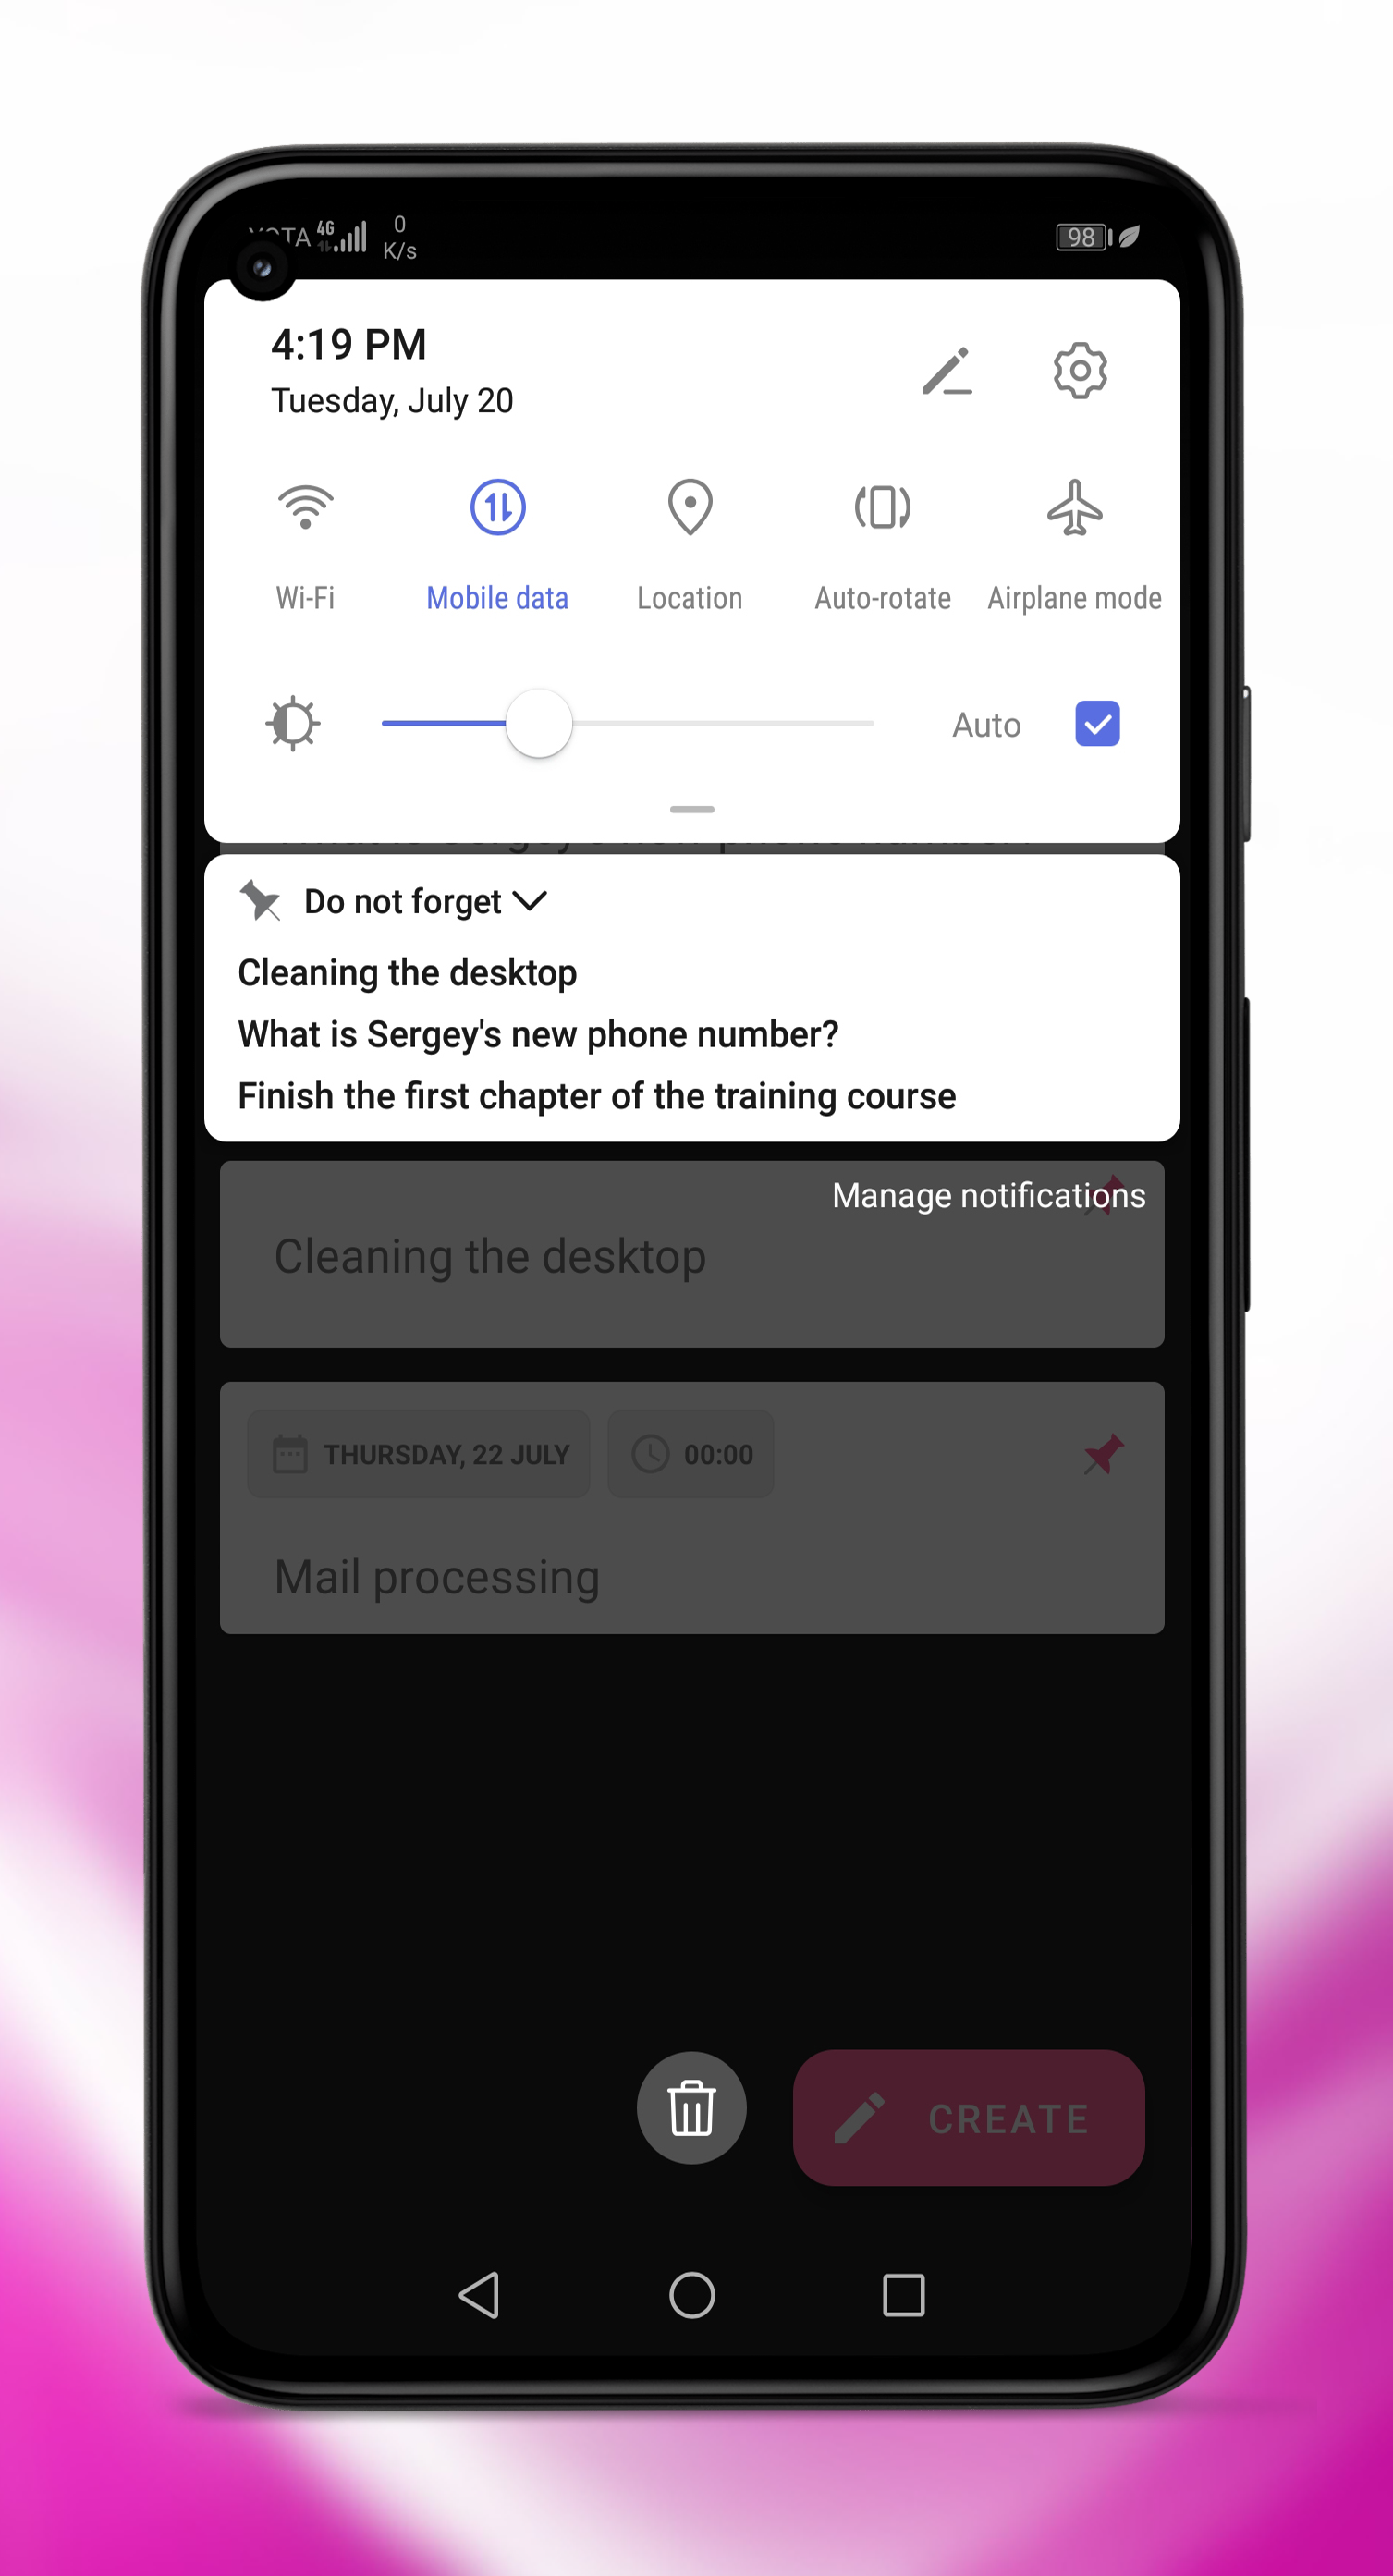 YOTA 4G 0
K/s
98
4:19 PM
Tuesday, July 20
Wi-Fi Mobile data Location Auto-rotate Airplane mode
Auto
Do not forget
Cleaning the desktop
What is Sergey's new phone number?
Finish the first chapter of the training course
Manage notifications
Cleaning the desktop
THURSDAY, 22 JULY 00:00
Mail processing
CREATE